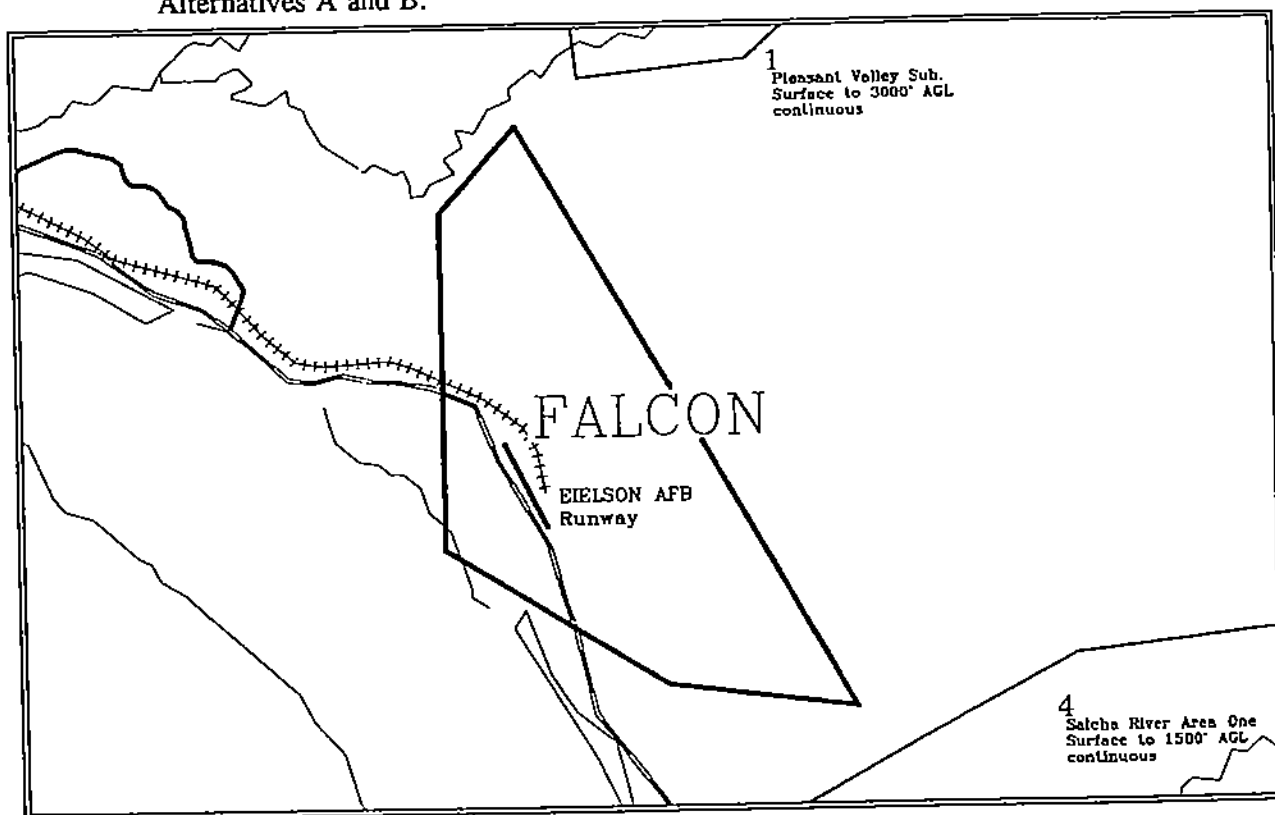 Alternatives A and B.
1
Pleasant Valley Sub.
Surface to 3000' AGL
continuous
FALCON
EIELSON AFB
Runway
4
Salcha River Area One
Surface to 1500' AGL
continuous